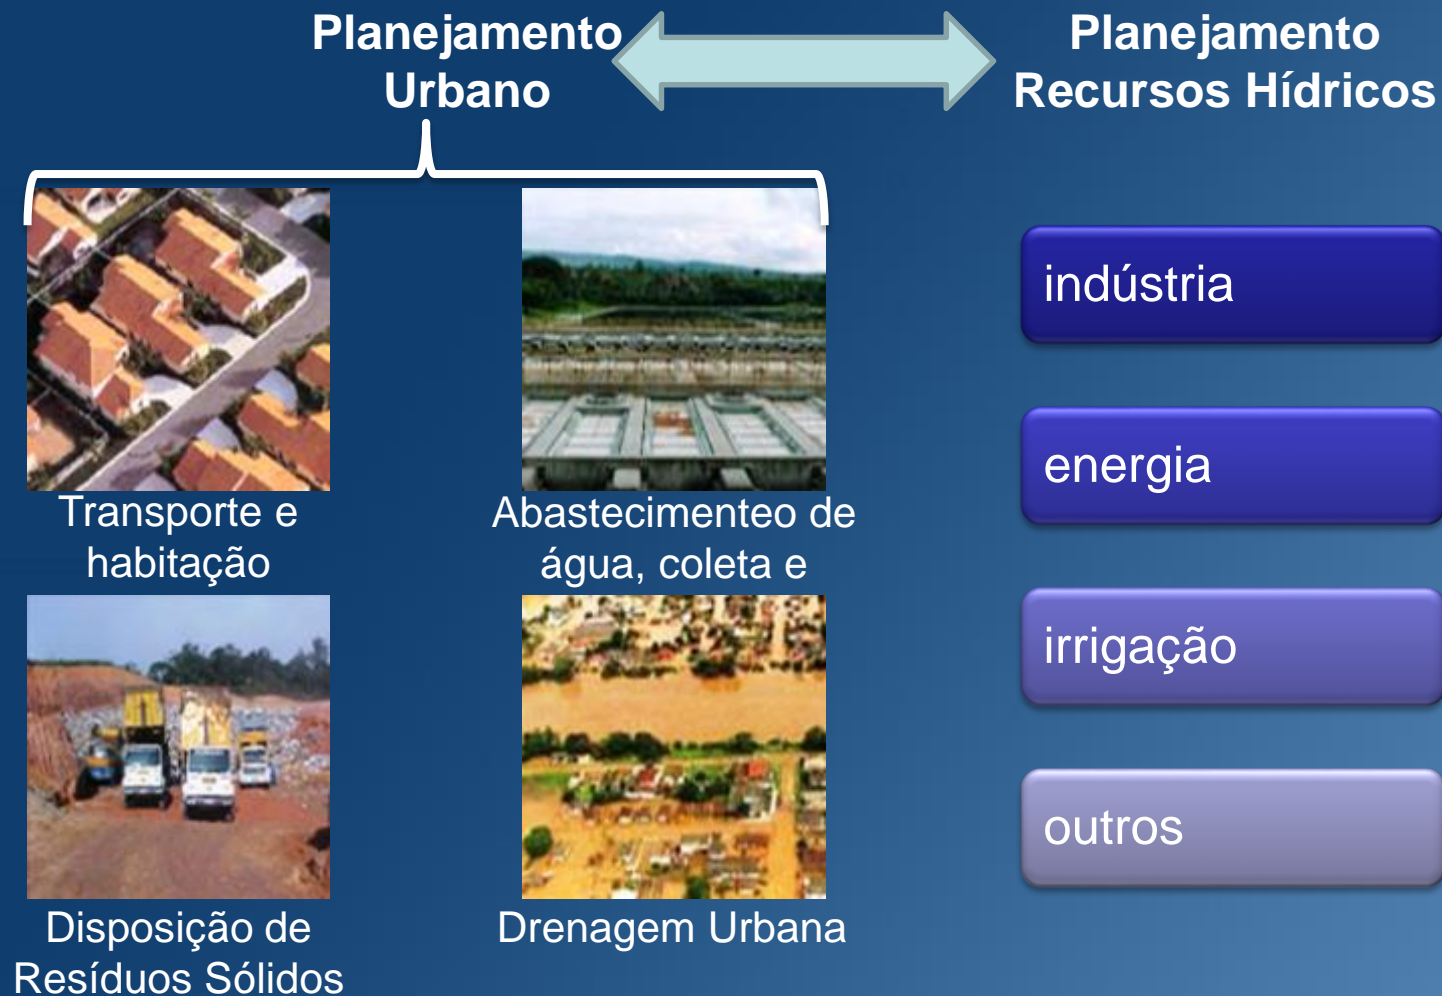 Planejamento
Urbano
Planejamento
Recursos Hídricos
Transporte e
habitação
Abastecimenteo de
água, coleta e
Disposição de
Resíduos Sólidos
Drenagem Urbana
indústria
energia
irrigação
outros